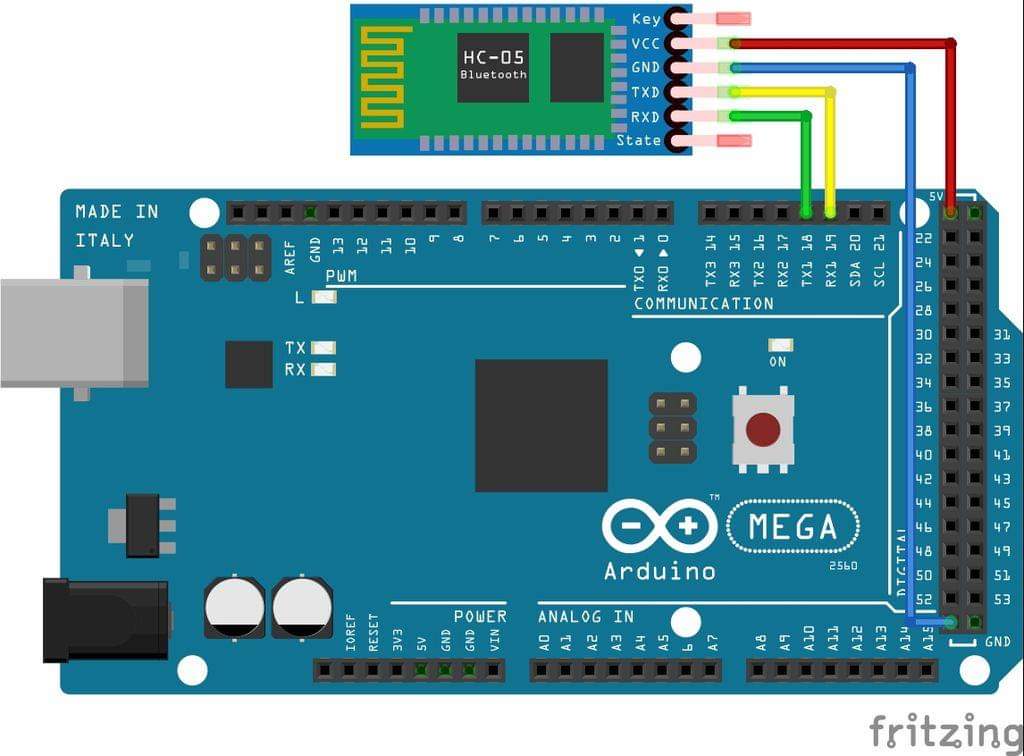 Key
VCC
HC-05
Bluetooth
GND
TXD
RXD
State
MADE IN
ITALY
5V
AREF
GND
13
12
11
10
9
8
7
6
5
4
3
2
TX0 ◀ 1
RX0 ▶ 0
TX3 14
RX3 15
TX2 16
RX2 17
TX1 18
RX1 19
SDA 20
SCL 21
PWM
COMMUNICATION
L
TX
RX
ON
22
24
26
28
30 31
32 33
34 35
36 37
38 39
40 41
42 43
44 45
46 47
48 49
50 51
52 53
DIGITAL
GND
™
MEGA
2560
Arduino
POWER
ANALOG IN
IOREF
RESET
3V3
5V
GND
GND
VIN
A0
A1
A2
A3
A4
A5
6
A7
A8
A9
A10
A11
A12
A13
A14
A15
fritzing